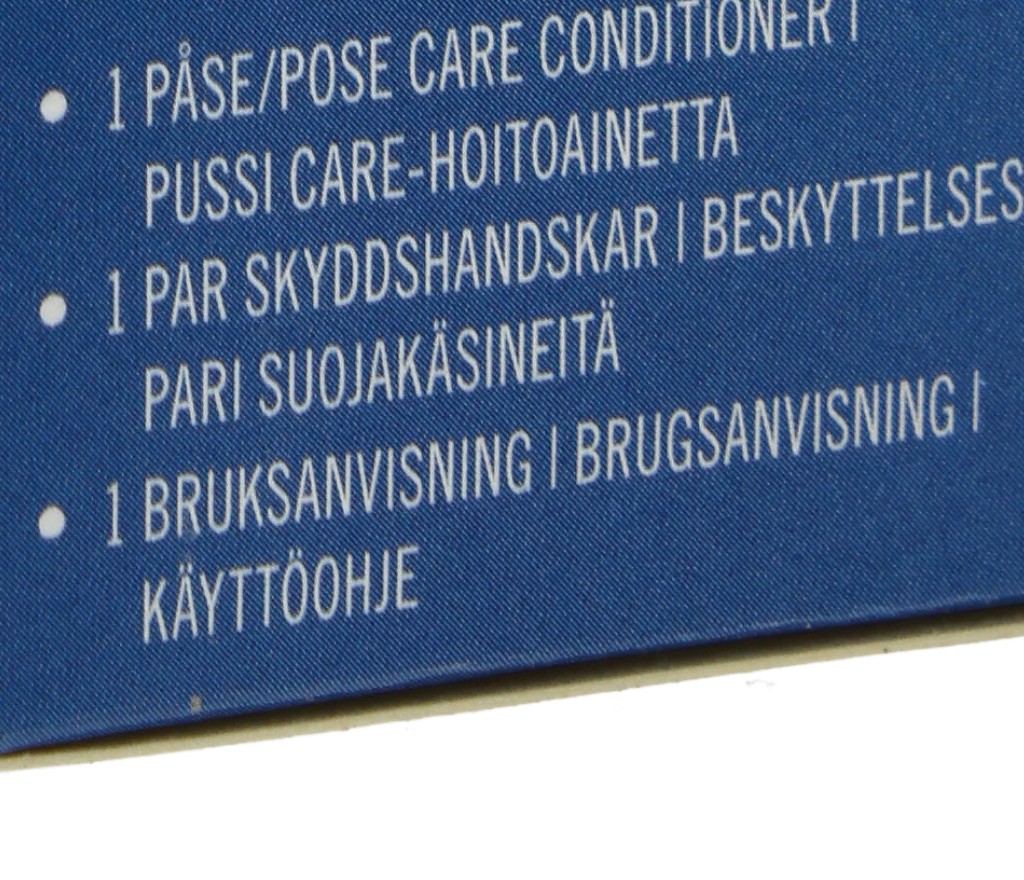 • 1 PÅSE/POSE CARE CONDITIONER |
PUSSI CARE-HOITOAINETTA
• 1 PAR SKYDDSHANDSKAR | BESKYTTELSES
PARI SUOJAKÄSINEITÄ
• 1 BRUKSANVISNING | BRUGSANVISNING |
KÄYTTÖOHJE